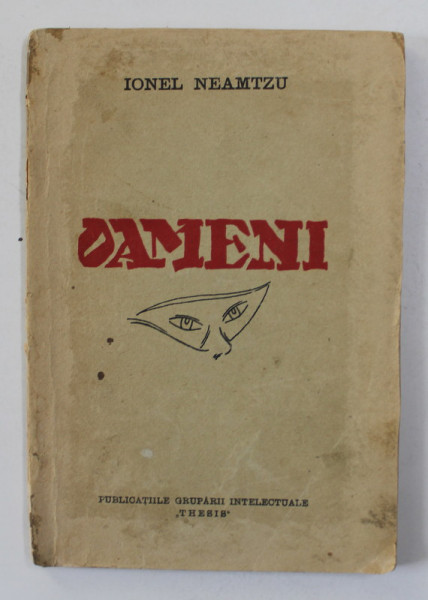 IONEL NEAMTZU
OAMENI
PUBLICAȚIILE GRUPĂRII INTELECTUALE
„THESIS“